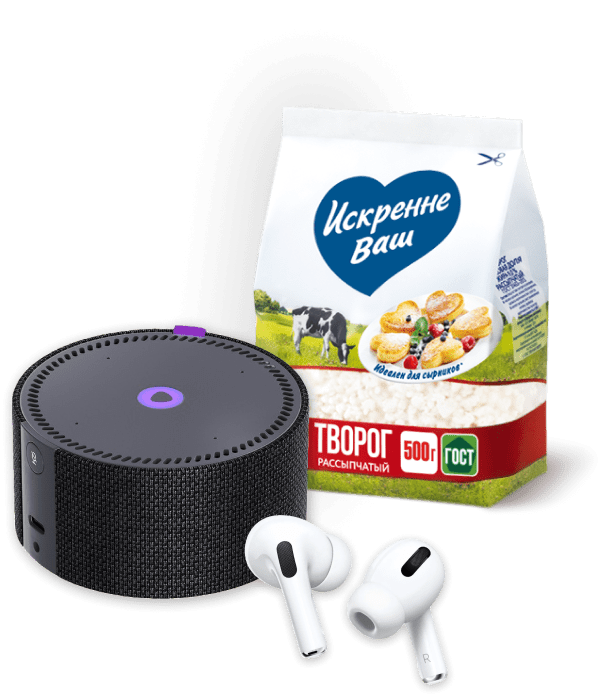 Искренне
Ваш
Идеален для сырников*
ТВОРОГ
РАССЫПЧАТЫЙ
500г
ГОСТ
R